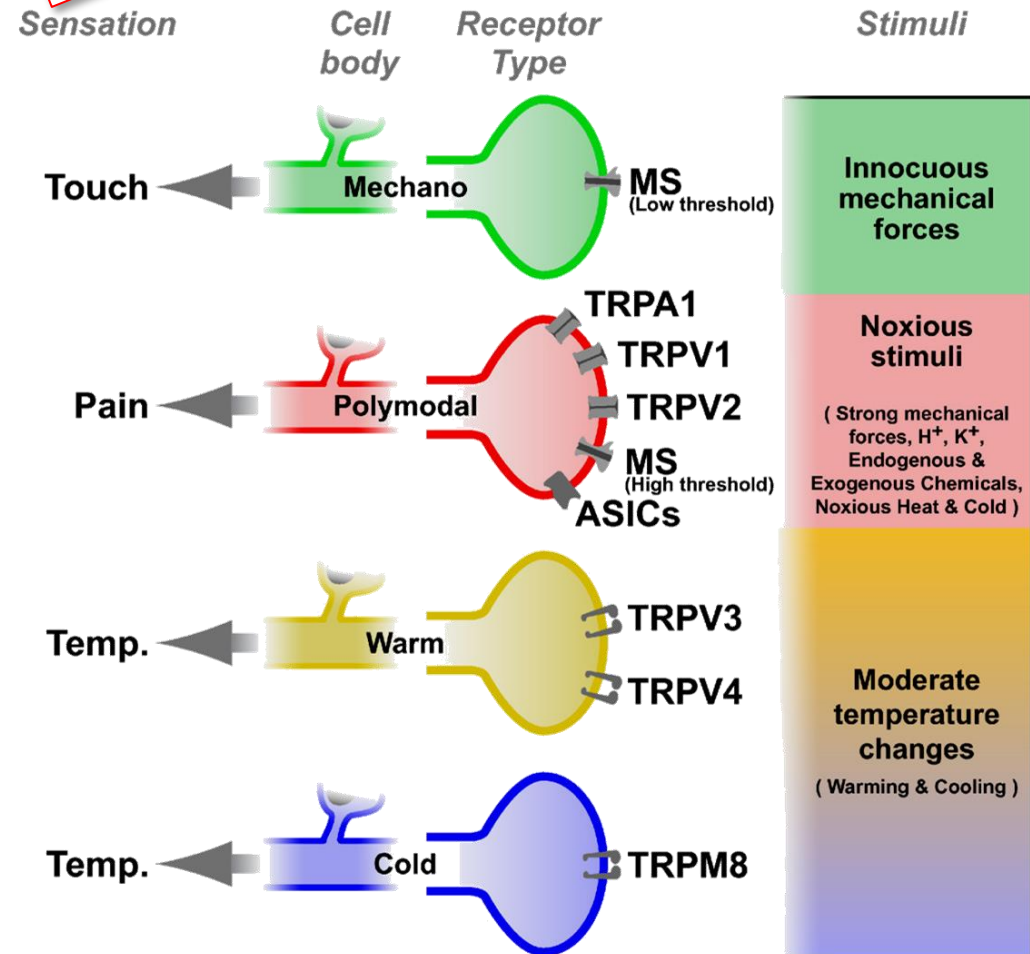 Sensation
Cell
body
Receptor
Type
Stimuli
Touch
Mechano
MS
(Low threshold)
Innocuous
mechanical
forces
Pain
Polymodal
TRPA1
TRPV1
TRPV2
MS
(High threshold)
ASICs
Noxious
stimuli
( Strong mechanical
forces, H⁺, K⁺,
Endogenous &
Exogenous Chemicals,
Noxious Heat & Cold )
Temp.
Warm
TRPV3
TRPV4
Moderate
temperature
changes
( Warming & Cooling )
Temp.
Cold
TRPM8